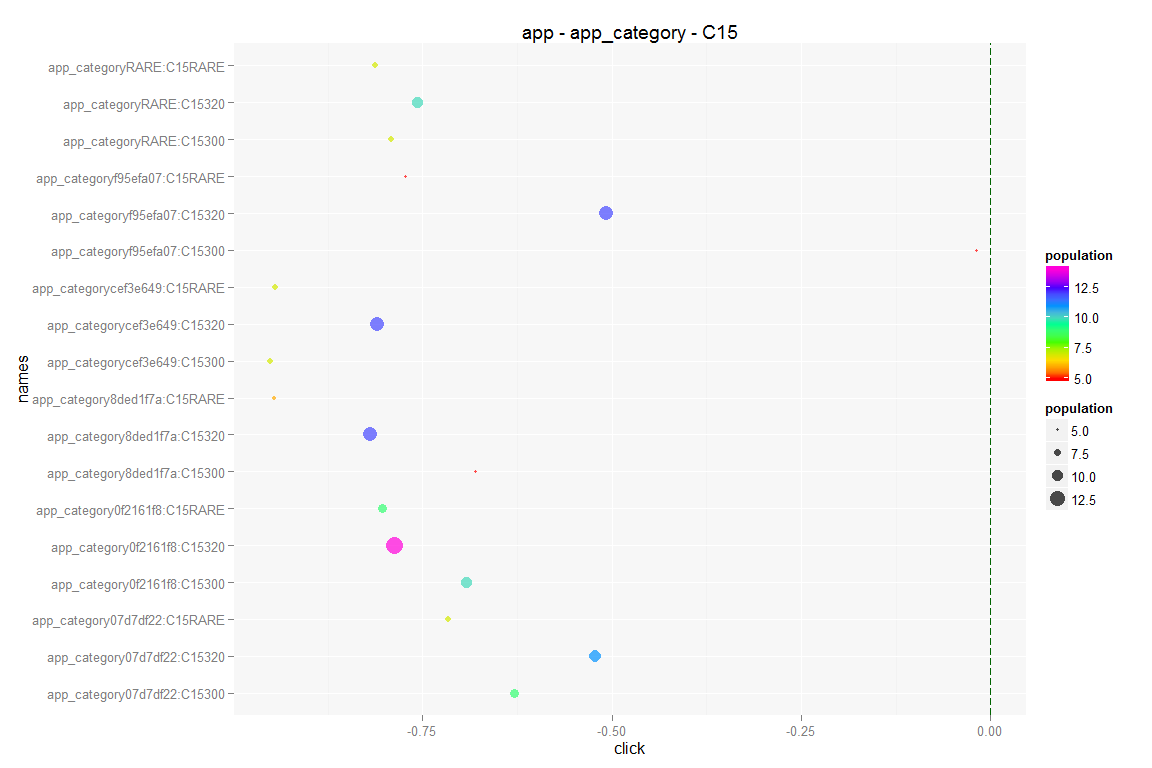 app - app_category - C15
names
app_categoryRARE:C15RARE
app_categoryRARE:C15320
app_categoryRARE:C15300
app_categoryf95efa07:C15RARE
app_categoryf95efa07:C15320
app_categoryf95efa07:C15300
app_categorycef3e649:C15RARE
app_categorycef3e649:C15320
app_categorycef3e649:C15300
app_category8ded1f7a:C15RARE
app_category8ded1f7a:C15320
app_category8ded1f7a:C15300
app_category0f2161f8:C15RARE
app_category0f2161f8:C15320
app_category0f2161f8:C15300
app_category07d7df22:C15RARE
app_category07d7df22:C15320
app_category07d7df22:C15300
-0.75 -0.50 -0.25 0.00
click
population
12.5
10.0
7.5
5.0
population
5.0
7.5
10.0
12.5